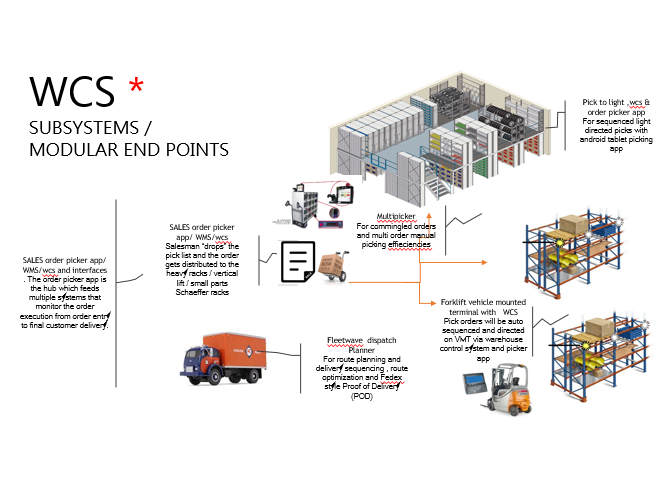 WCS *
SUBSYSTEMS /
MODULAR END POINTS
Pick to light ,wcs &
order picker app
For sequenced light
directed picks with
android tablet picking
app
Multipicker
For commingled orders
and multi order manual
picking effieciendies
SALES order picker
app/ WMS/wcs
Salesman "drops" the
pick list and the order
gets distributed to the
heavy racks / vertical
lift / small parts
Schaeffer racks
SALES order picker app/
WMS/wcs and interfaces
. The order picker app is
the hub which feeds
multiple systems that
monitor the order
execution from order entry
to final customer delivery.
Forklift vehicle mounted
terminal with WCS
Pick orders will be auto
sequenced and directed
on VMT via warehouse
control system and picker
app
Fleetwave dispatch
Planner
For route planning and
delivery sequencing , route
optimization and Fedex
style Proof of Delivery
(POD)